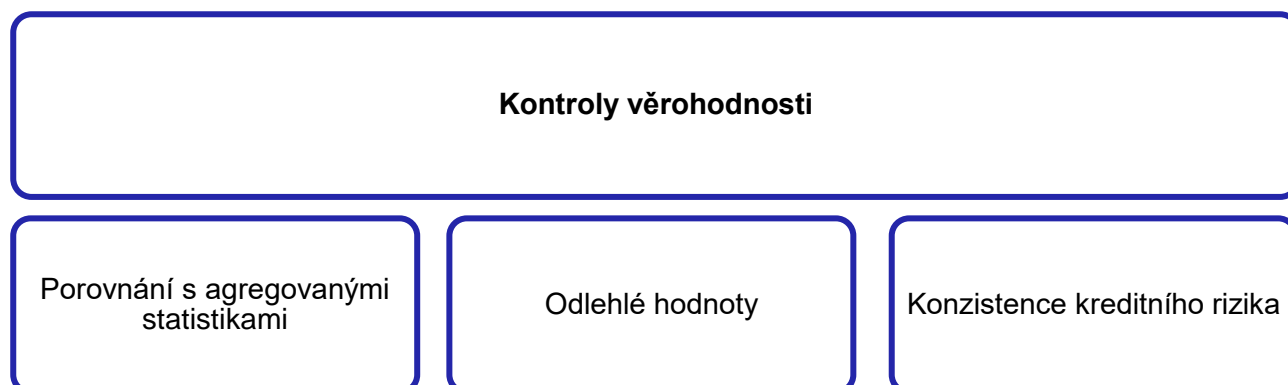 Kontroly věrohodnosti
Porovnání s agregovanými
statistikami
Odlehlé hodnoty
Konzistence kreditního rizika